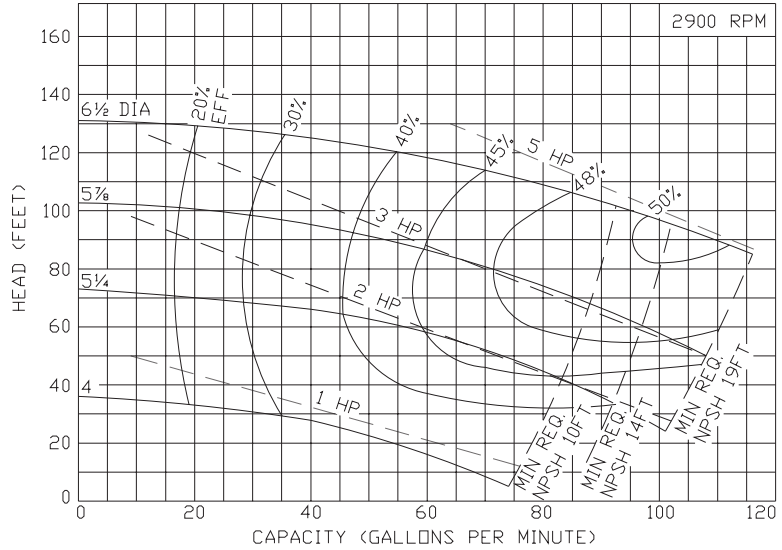 2900 RPM
160
140
120
100
80
60
40
20
0
HEAD (FEET)
6½ DIA
5⅞
5¼
4
20%
EFF
30%
40%
45%
48%
50%
5 HP
3 HP
2 HP
1 HP
MIN REQ.
NPSH 10FT
MIN REQ.
NPSH 14FT
MIN REQ.
NPSH 19FT
0 20 40 60 80 100 120
CAPACITY (GALLONS PER MINUTE)